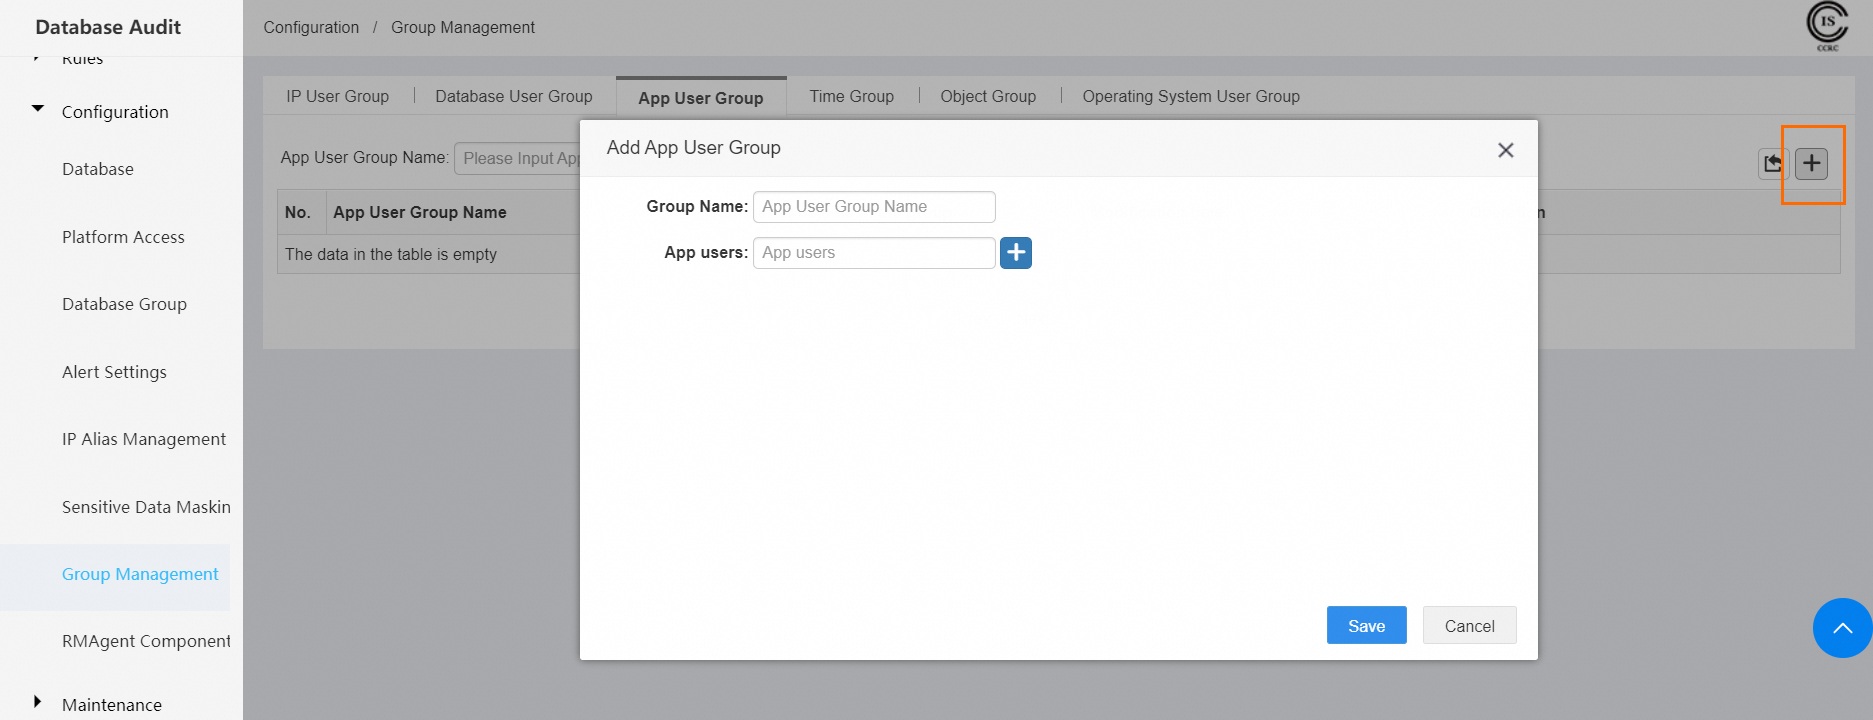 Database Audit
Configuration / Group Management
IS
CCRC
Rules
Configuration
Database
Platform Access
Database Group
Alert Settings
IP Alias Management
Sensitive Data Maskin
Group Management
RMAgent Component
Maintenance
IP User Group | Database User Group | App User Group | Time Group | Object Group | Operating System User Group
App User Group Name: Please Input App
No. App User Group Name
n
The data in the table is empty
Add App User Group
Group Name: App User Group Name
App users: App users
Save Cancel